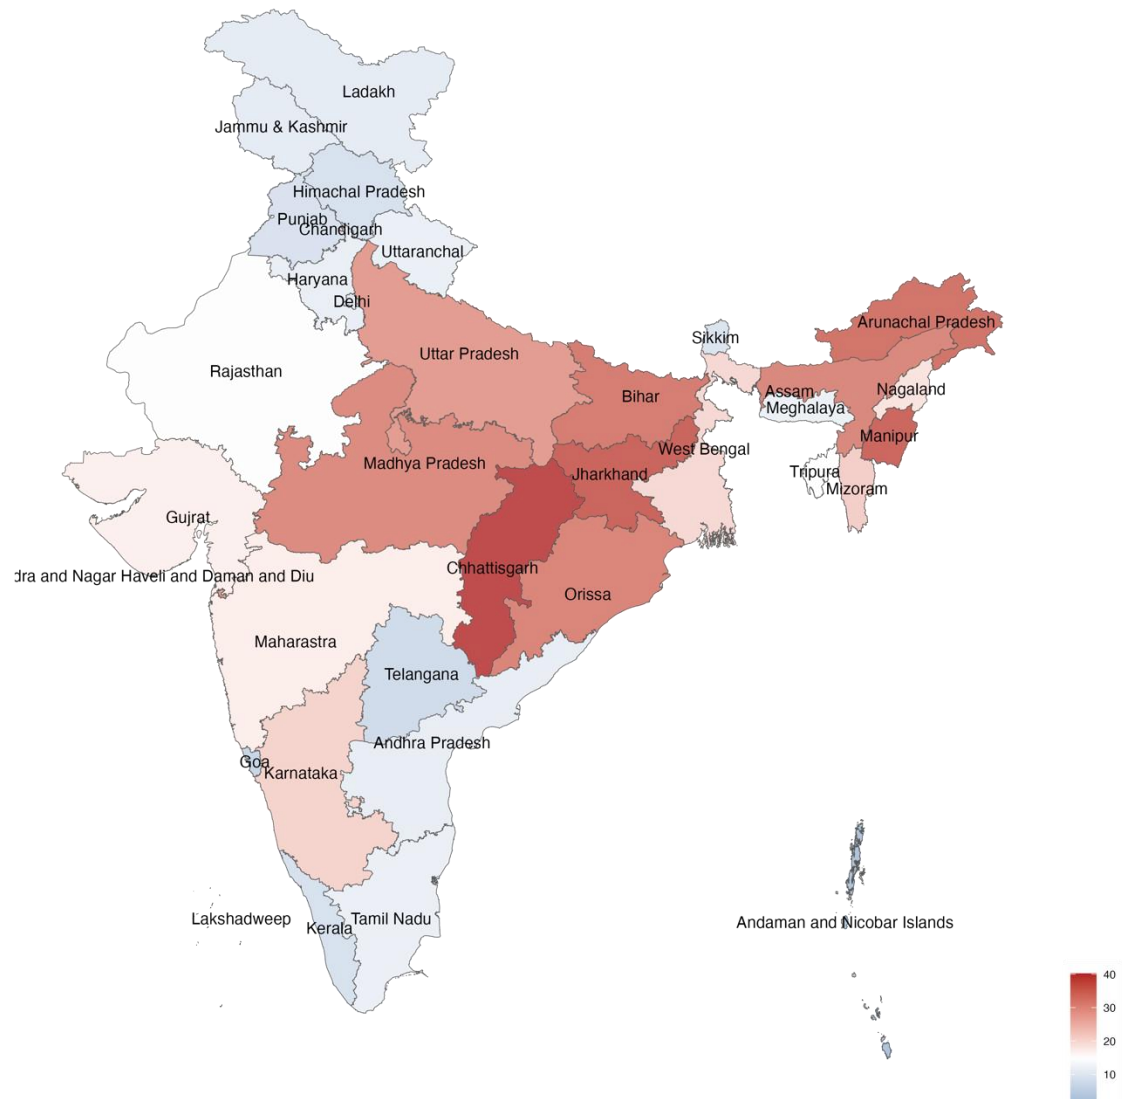 Ladakh
Jammu & Kashmir
Himachal Pradesh
Punjab
Chandigarh
Uttaranchal
Haryana
Delhi
Arunachal Pradesh
Sikkim
Uttar Pradesh
Rajasthan
Assam
Nagaland
Bihar
Meghalaya
Manipur
West Bengal
Madhya Pradesh
Tripura
Jharkhand
Mizoram
Gujrat
Chhattisgarh
dra and Nagar Haveli and Daman and Diu
Orissa
Maharastra
Telangana
Andhra Pradesh
Goa
Karnataka
Lakshadweep
Kerala
Tamil Nadu
Andaman and Nicobar Islands
40
30
20
10